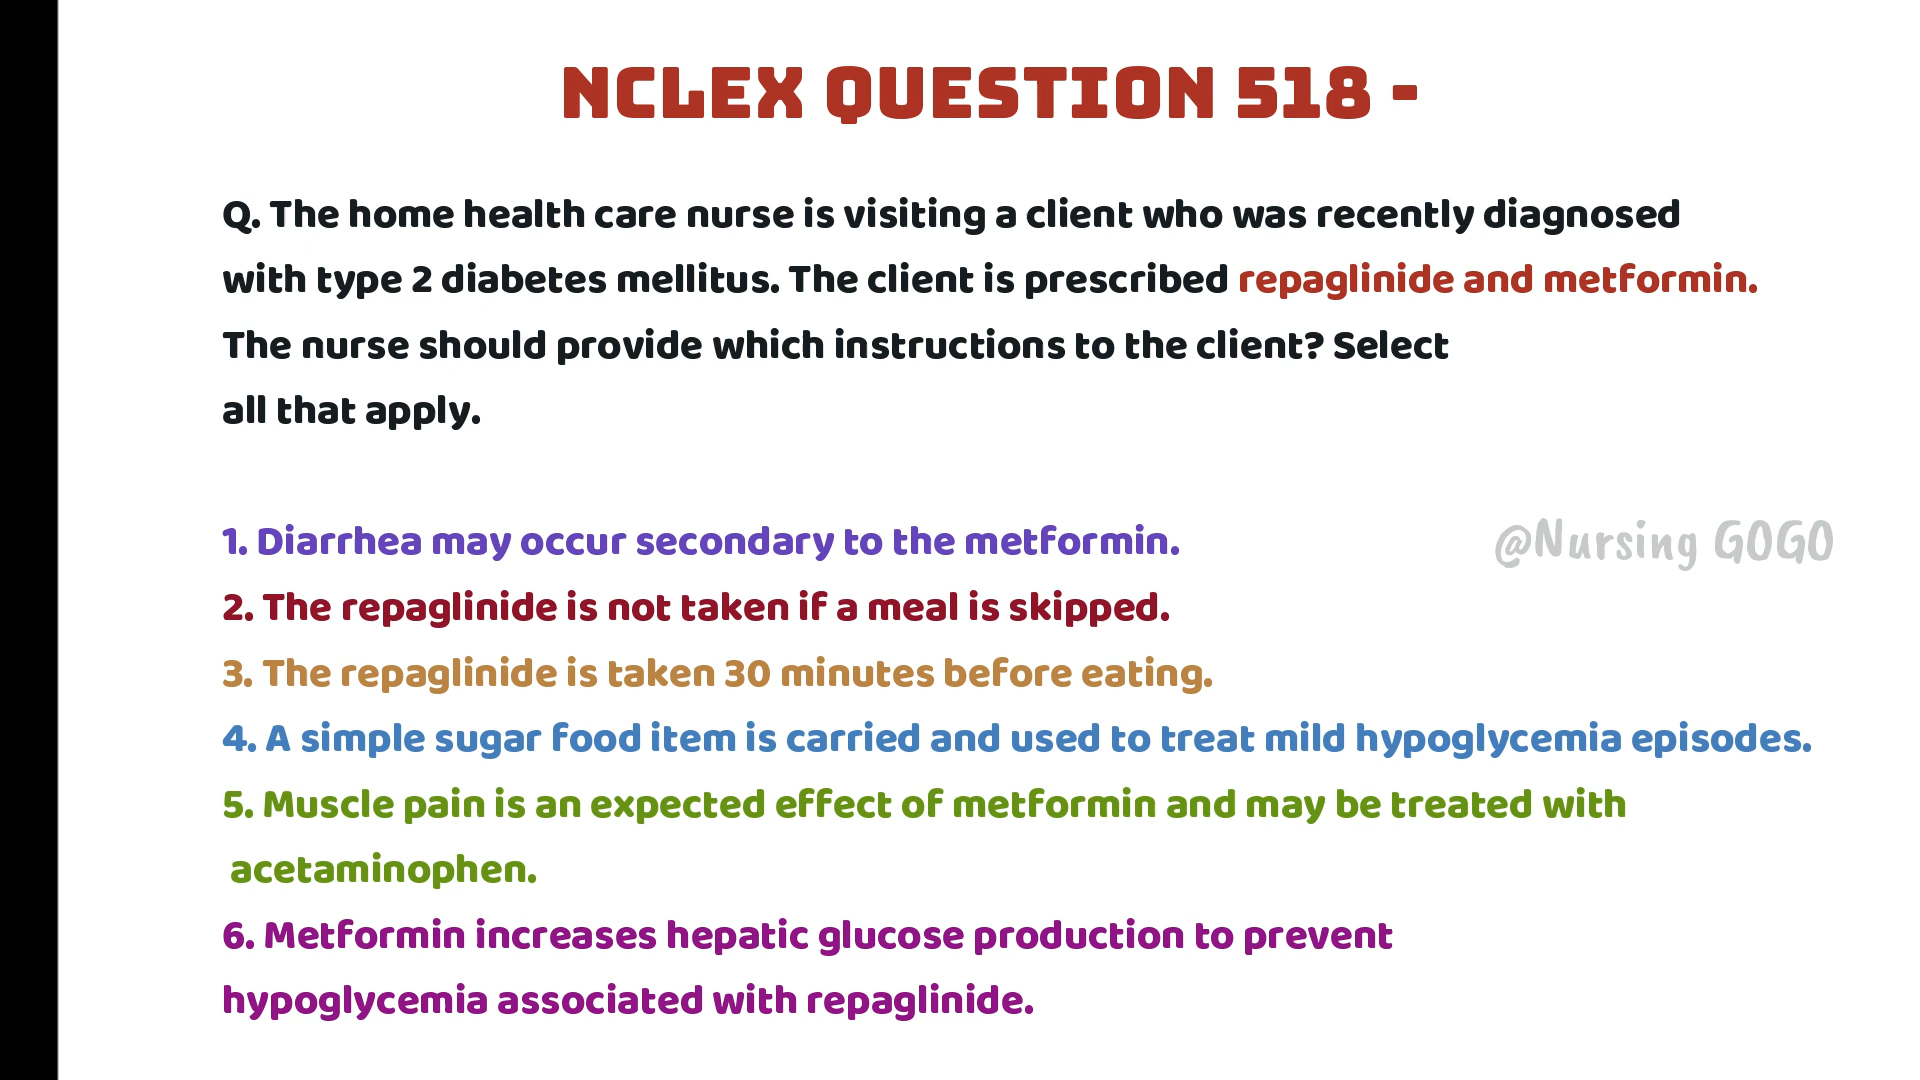 NCLEX QUESTION 518 -
Q. The home health care nurse is visiting a client who was recently diagnosed
with type 2 diabetes mellitus. The client is prescribed repaglinide and metformin.
The nurse should provide which instructions to the client? Select
all that apply.
1. Diarrhea may occur secondary to the metformin.
@Nursing GOGO
2. The repaglinide is not taken if a meal is skipped.
3. The repaglinide is taken 30 minutes before eating.
4. A simple sugar food item is carried and used to treat mild hypoglycemia episodes.
5. Muscle pain is an expected effect of metformin and may be treated with
acetaminophen.
6. Metformin increases hepatic glucose production to prevent
hypoglycemia associated with repaglinide.